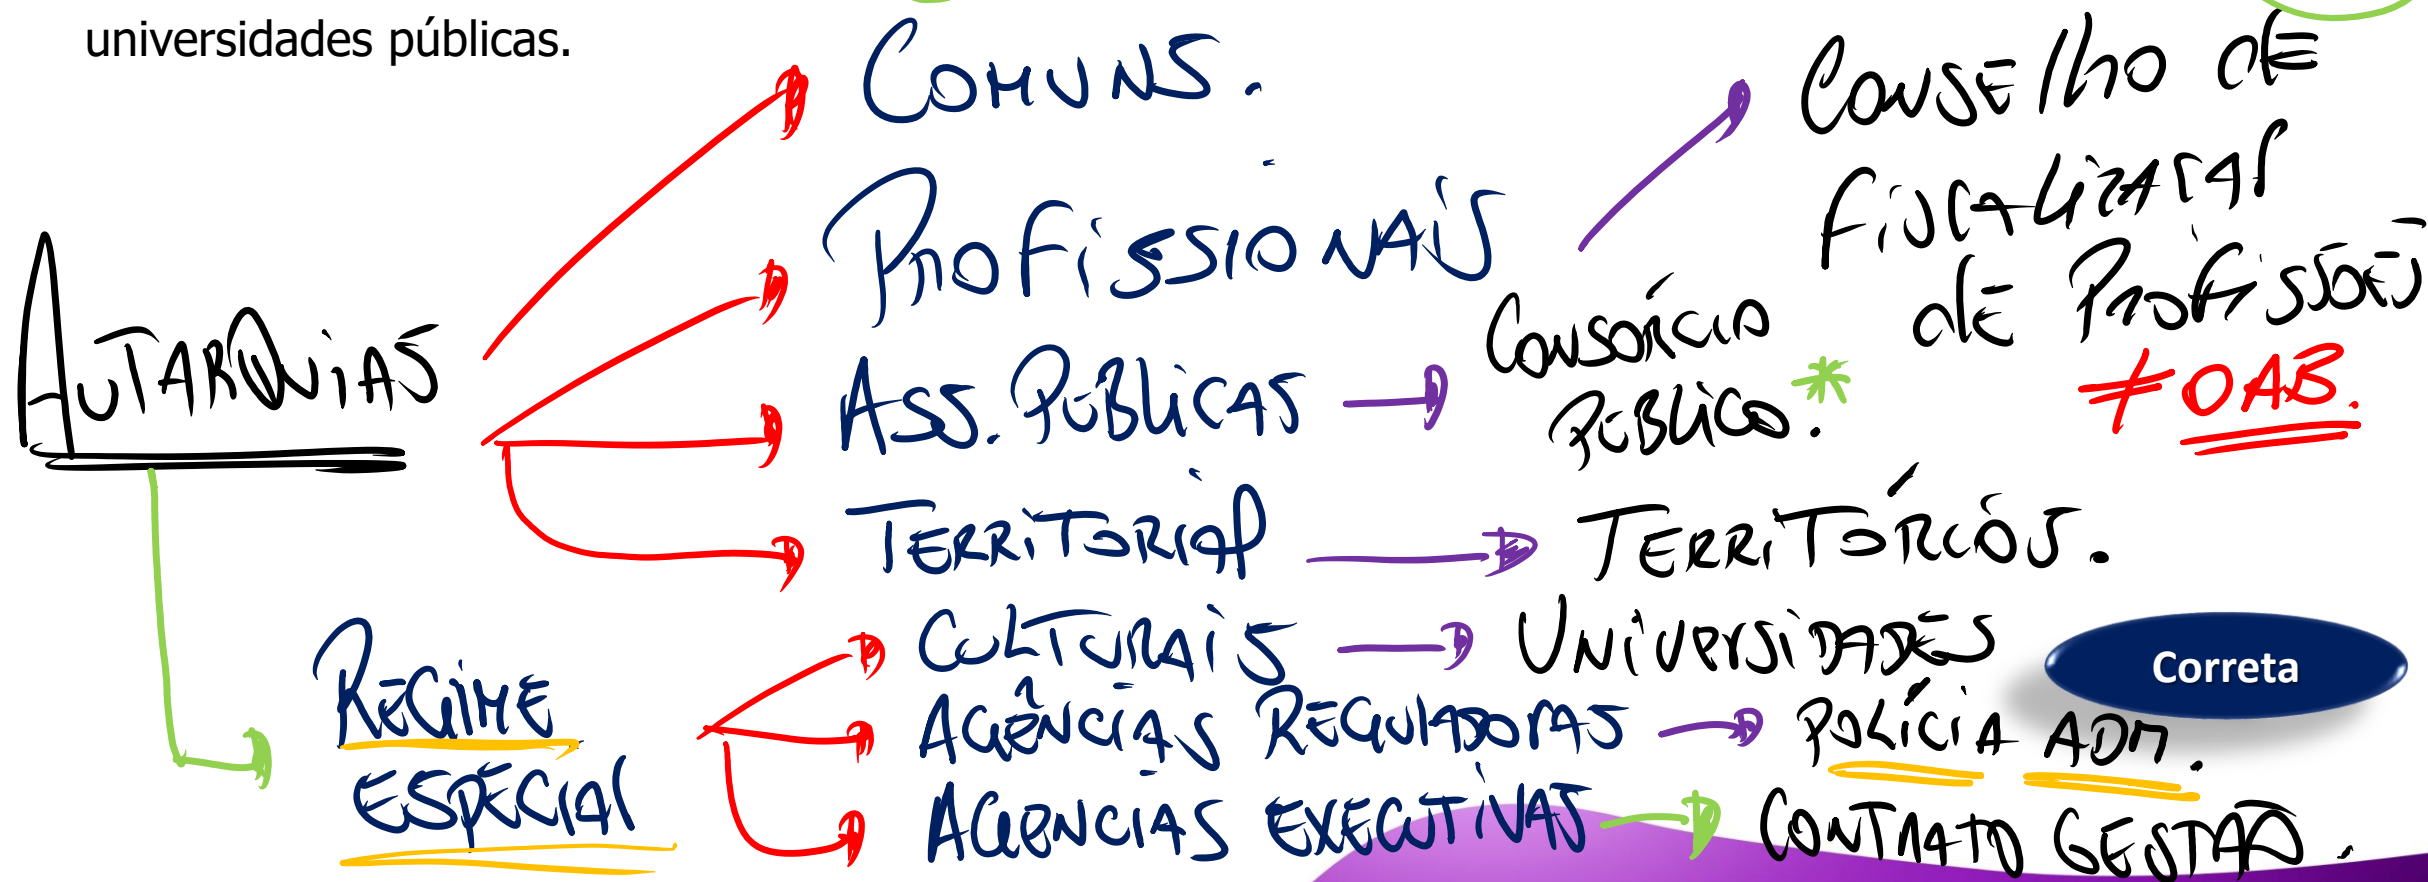 universidades públicas.
COMUNS.
PROFISSIONAIS
CONSELHO DE
FISCALIZAÇÃO
DE PROFISSÕES
≠ OAB.
AUTARQUIAS
ASS. PÚBLICAS
CONSÓRCIO
PÚBLICO. *
TERRITORIAL
TERRITÓRIOS.
REGIME
ESPECIAL
CULTURAIS
UNIVERSIDADES
Correta
AGÊNCIAS REGULADORAS
POLÍCIA ADM.
AGENCIAS EXECUTIVAS
CONTRATO GESTÃO.